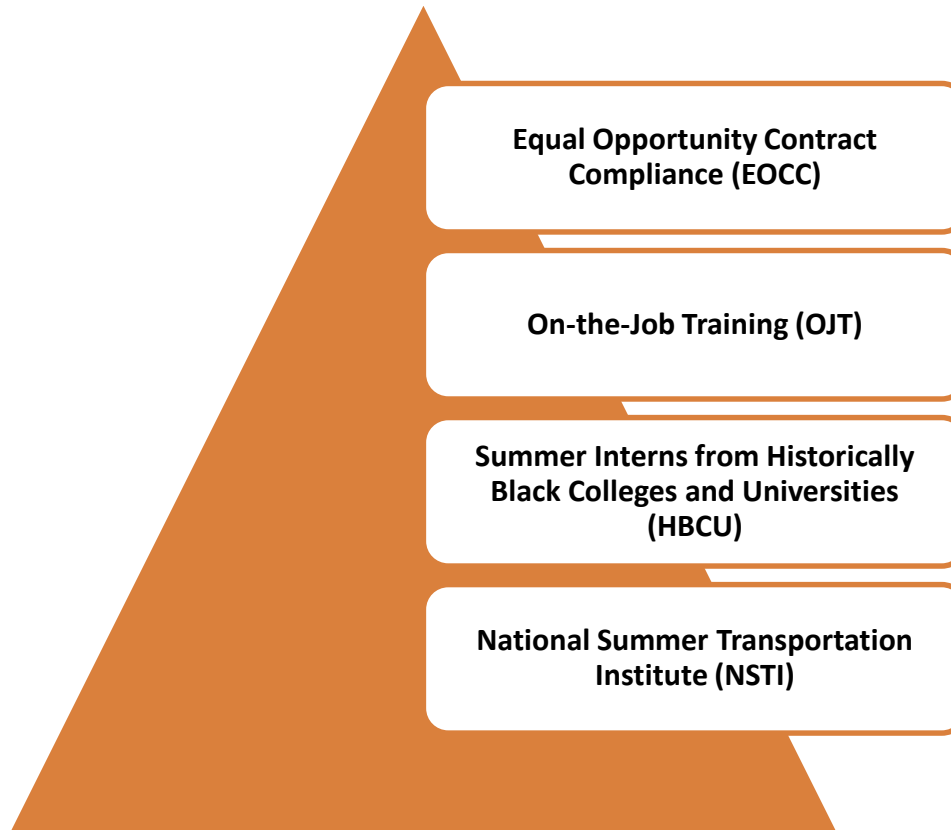 Equal Opportunity Contract
Compliance (EOCC)
On-the-Job Training (OJT)
Summer Interns from Historically
Black Colleges and Universities
(HBCU)
National Summer Transportation
Institute (NSTI)